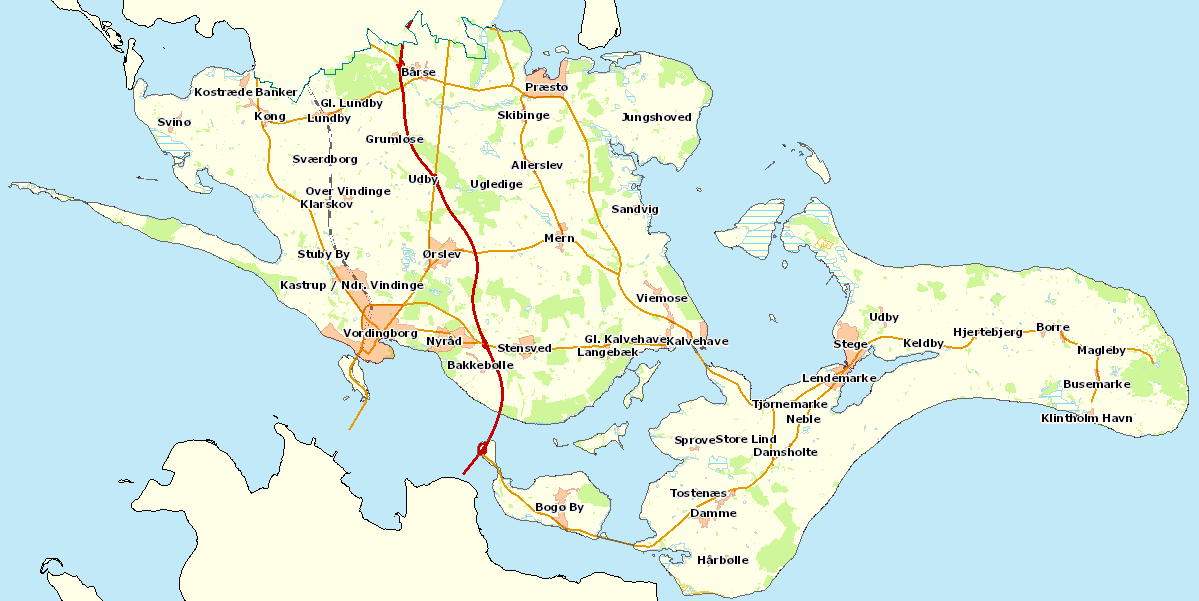 Bårse
Præstø
Kostræde Banker
Gl. Lundby
Køng
Lundby
Svinø
Skibinge
Jungshoved
Grumløse
Sværdborg
Allerslev
Udby
Ugledige
Over Vindinge
Klarskov
Sandvig
Mern
Stuby By
Ørslev
Kastrup / Ndr. Vindinge
Viemose
Vordingborg
Nyråd
Stensved
Gl. Kalvehave
Kalvehave
Langebæk
Bakkebølle
Udby
Stege
Keldby
Hjertebjerg
Borre
Magleby
Lendemarke
Busemarke
Tjørnemarke
Neble
Klintholm Havn
Sprove
Store Lind
Damsholte
Tostenæs
Bogø By
Damme
Hårbølle